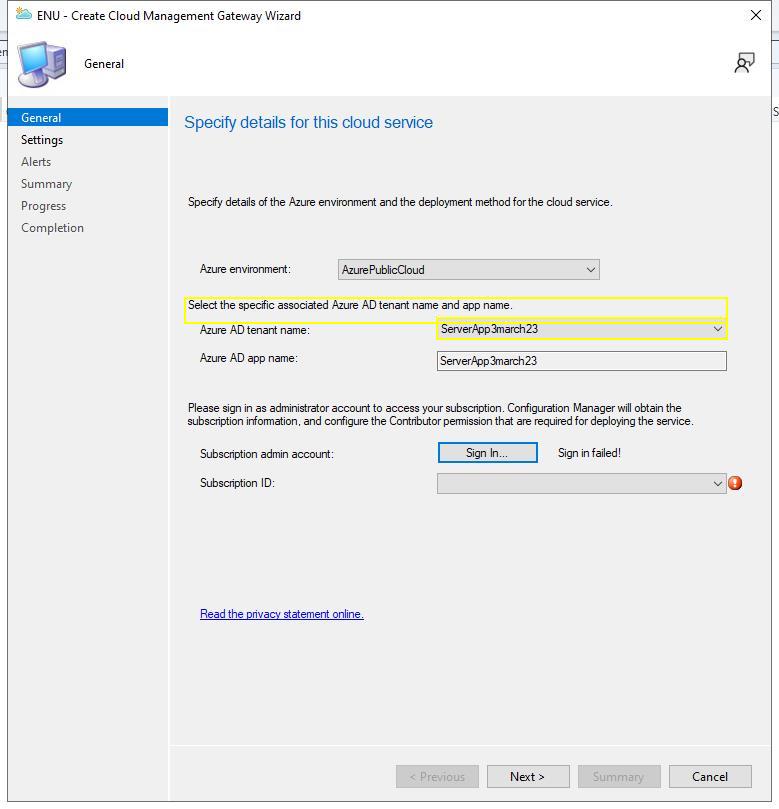 ENU - Create Cloud Management Gateway Wizard
General
General
Settings
Alerts
Summary
Progress
Completion
Specify details for this cloud service
Specify details of the Azure environment and the deployment method for the cloud service.
Azure environment: AzurePublicCloud
Select the specific associated Azure AD tenant name and app name.
Azure AD tenant name: ServerApp3march23
Azure AD app name: ServerApp3march23
Please sign in as administrator account to access your subscription. Configuration Manager will obtain the
subscription information, and configure the Contributor permission that are required for deploying the service.
Subscription admin account: Sign In... Sign in failed!
Subscription ID:
Read the privacy statement online.
< Previous Next > Summary Cancel